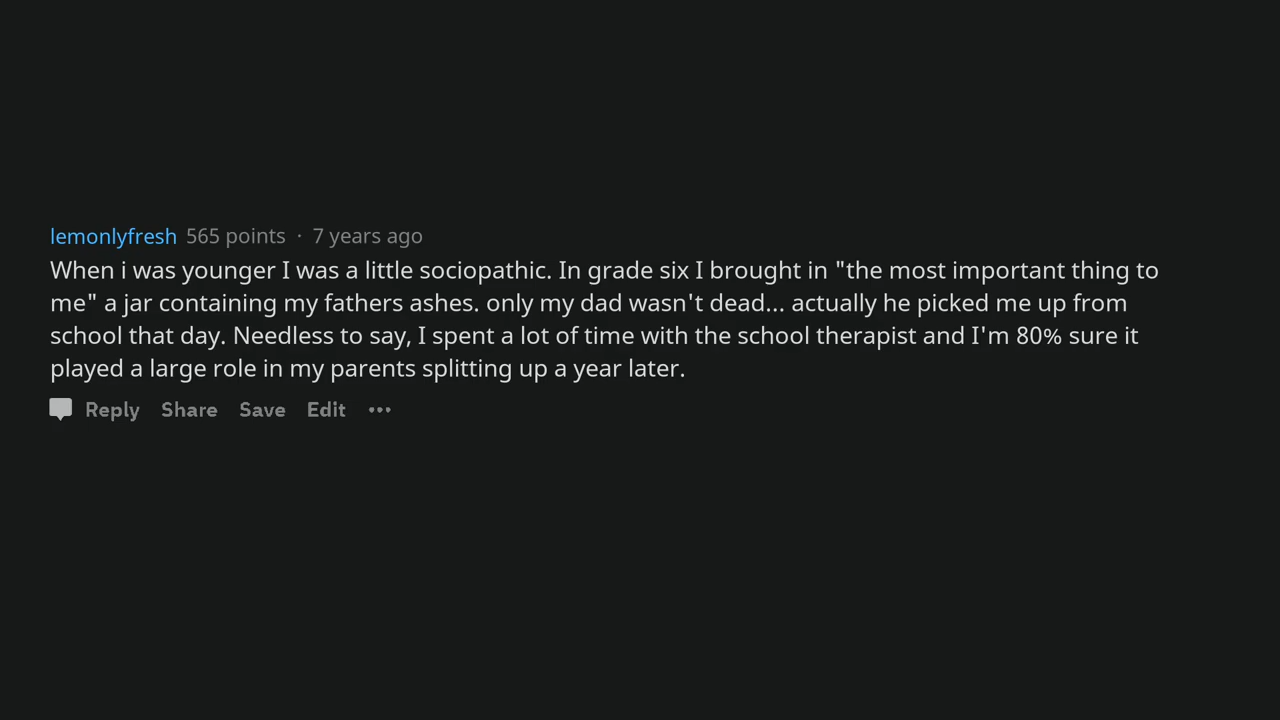 lemonlyfresh 565 points · 7 years ago
When i was younger I was a little sociopathic. In grade six I brought in "the most important thing to
me" a jar containing my fathers ashes. only my dad wasn't dead... actually he picked me up from
school that day. Needless to say, I spent a lot of time with the school therapist and I'm 80% sure it
played a large role in my parents splitting up a year later.
Reply Share Save Edit •••